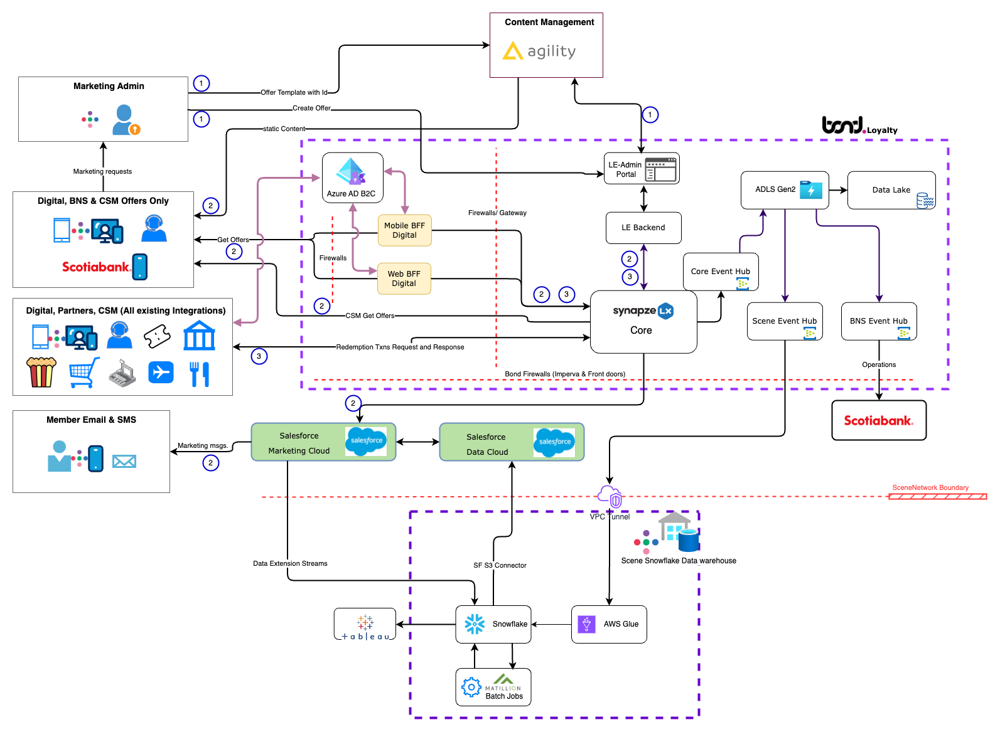 Content Management
agility
Marketing Admin
1
Offer Template with Id
Create Offer
1
1
static Content
bond.Loyalty
Marketing requests
Azure AD B2C
LE-Admin
Portal
ADLS Gen2
Data Lake
Digital, BNS & CSM Offers Only
2
Scotiabank
Get Offers
2
Firewalls/ Gateway
Mobile BFF
Digital
Firewalls
Web BFF
Digital
LE Backend
2
3
Core Event Hub
2
2
3
synapze LX
Core
Scene Event Hub
BNS Event Hub
Digital, Partners, CSM (All existing Integrations)
CSM Get Offers
Redemption Txns Request and Response
3
Operations
Bond Firewalls (Imperva & Front doors)
2
Scotiabank
Member Email & SMS
Marketing msgs.
2
Salesforce
Marketing Cloud
salesforce
Salesforce
Data Cloud
salesforce
SceneNetwork Boundary
VPC Tunnel
Scene Snowflake Data warehouse
Data Extension Streams
SF S3 Connector
tableau
Snowflake
AWS Glue
MATILLION
Batch Jobs